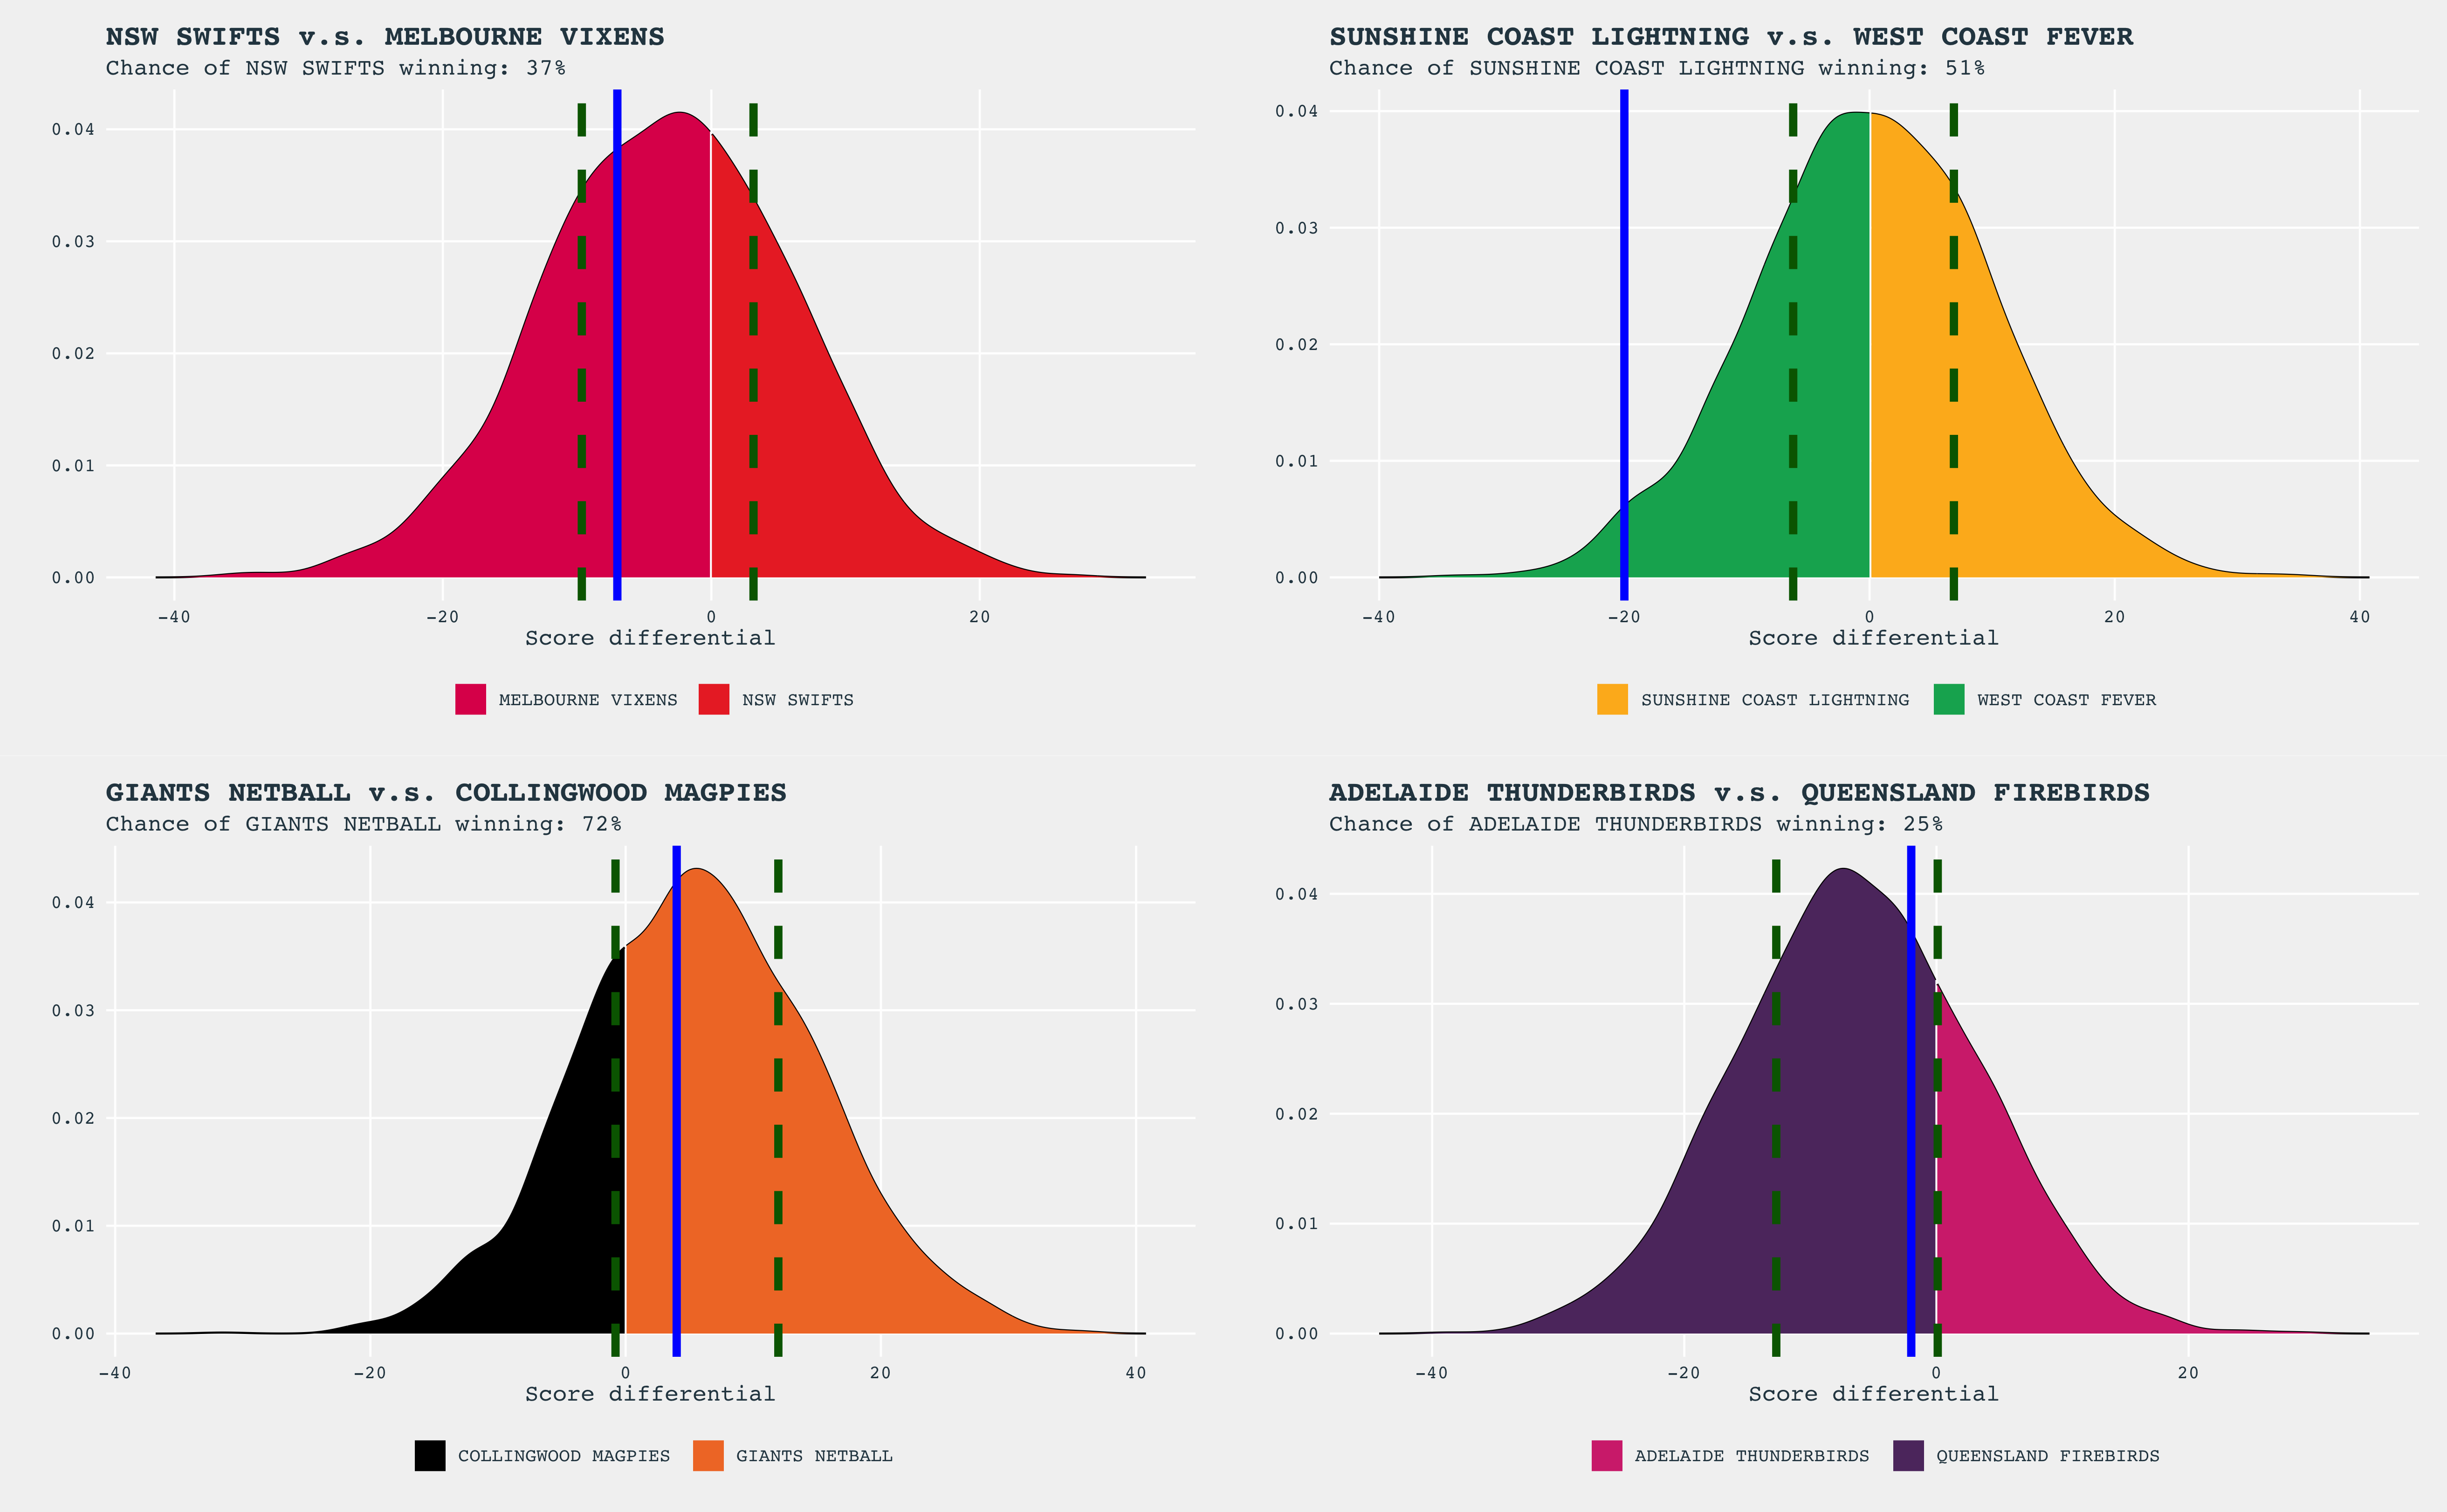 NSW SWIFTS v.s. MELBOURNE VIXENS
Chance of NSW SWIFTS winning: 37%
0.04
0.03
0.02
0.01
0.00
-40
-20
0
20
Score differential
MELBOURNE VIXENS
NSW SWIFTS
SUNSHINE COAST LIGHTNING v.s. WEST COAST FEVER
Chance of SUNSHINE COAST LIGHTNING winning: 51%
0.04
0.03
0.02
0.01
0.00
-40
-20
0
20
40
Score differential
SUNSHINE COAST LIGHTNING
WEST COAST FEVER
GIANTS NETBALL v.s. COLLINGWOOD MAGPIES
Chance of GIANTS NETBALL winning: 72%
0.04
0.03
0.02
0.01
0.00
-40
-20
0
20
40
Score differential
COLLINGWOOD MAGPIES
GIANTS NETBALL
ADELAIDE THUNDERBIRDS v.s. QUEENSLAND FIREBIRDS
Chance of ADELAIDE THUNDERBIRDS winning: 25%
0.04
0.03
0.02
0.01
0.00
-40
-20
0
20
Score differential
ADELAIDE THUNDERBIRDS
QUEENSLAND FIREBIRDS